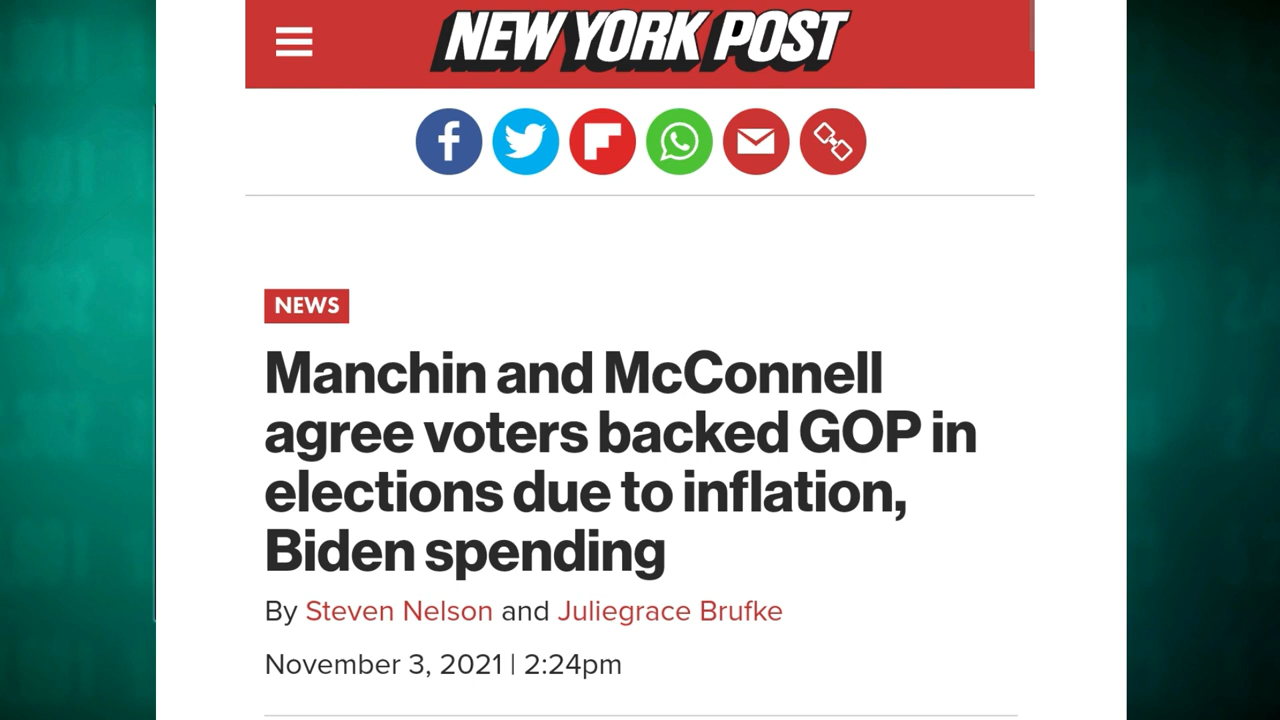 NEW YORK POST
NEWS
Manchin and McConnell
agree voters backed GOP in
elections due to inflation,
Biden spending
By Steven Nelson and Juliegrace Brufke
November 3, 2021 | 2:24pm